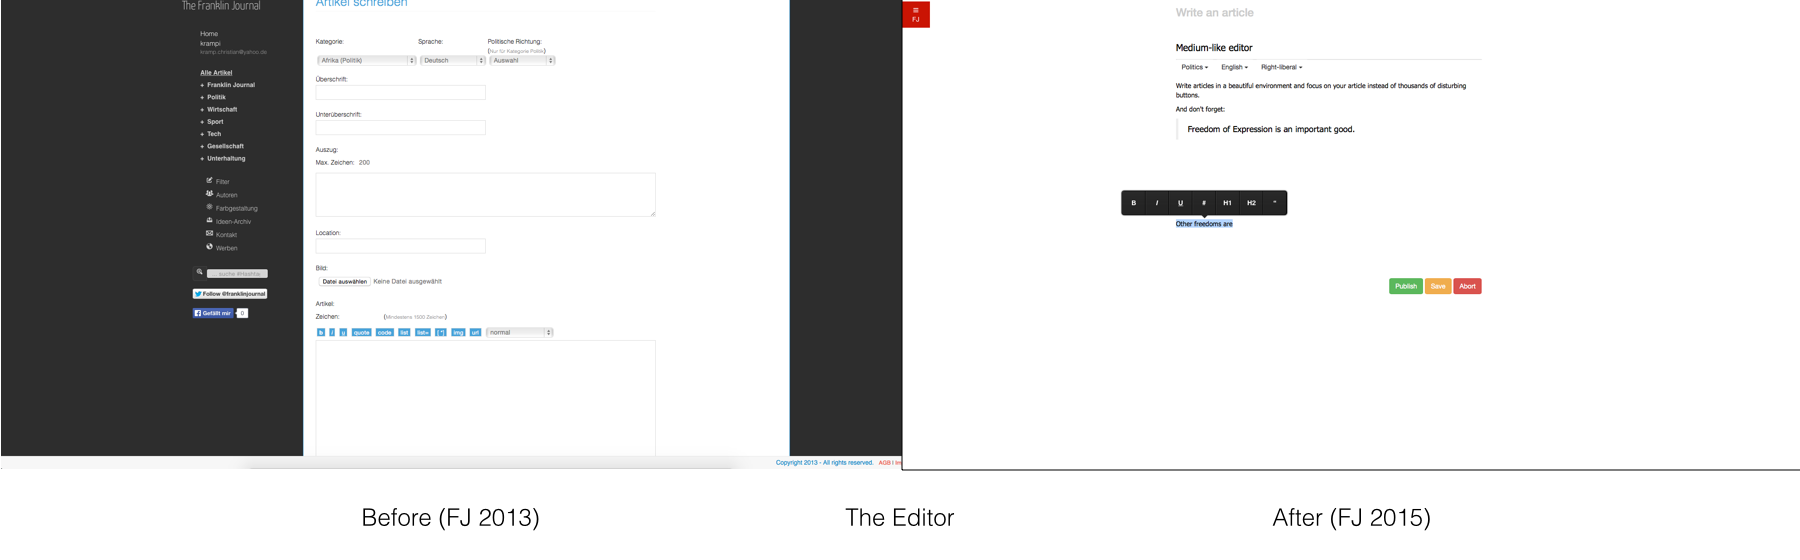 The Franklin Journal
Home
krampi
kramp.christian@yahoo.de
Alle Artikel
+ Franklin Journal
+ Politik
+ Wirtschaft
+ Sport
+ Tech
+ Gesellschaft
+ Unterhaltung
Filter
Autoren
Farbgestaltung
Ideen-Archiv
Kontakt
Werben
... suche #Hashtag
Follow @franklinjournal
Gefällt mir 0
Artikel schreiben
Kategorie: Sprache: Politische Richtung:
(Nur für Kategorie Politik)
Afrika (Politik) Deutsch Auswahl
Überschrift:
Unterüberschrift:
Auszug:
Max. Zeichen: 200
Location:
Bild:
Datei auswählen Keine Datei ausgewählt
Artikel:
Zeichen: (Mindestens 1500 Zeichen)
b i u quote code list list= [*] img url normal
Copyright 2013 - All rights reserved. AGB I Im
FJ
Write an article
Medium-like editor
Politics English Right-liberal
Write articles in a beautiful environment and focus on your article instead of thousands of disturbing
buttons.
And don't forget:
Freedom of Expression is an important good.
B I U # H1 H2 "
Other freedoms are
Publish Save Abort
Before (FJ 2013) The Editor After (FJ 2015)